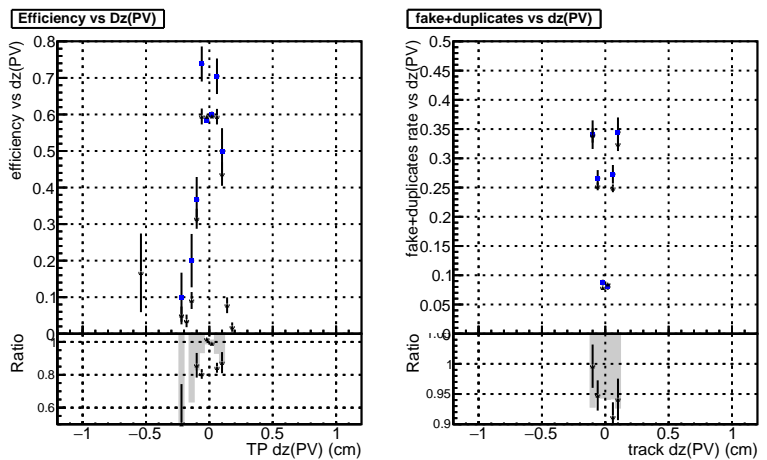 Efficiency vs Dz(PV)
efficiency vs dz(PV)
0.8
0.7
0.6
0.5
0.4
0.3
0.2
0.1
0
Ratio
1
0.8
0.6
−1 −0.5 0 0.5 1
TP dz(PV) (cm)
fake+duplicates vs dz(PV)
fake+duplicates rate vs dz(PV)
0.5
0.45
0.4
0.35
0.3
0.25
0.2
0.15
0.1
0.05
0
Ratio
1
0.95
0.9
−1 −0.5 0 0.5 1
track dz(PV) (cm)